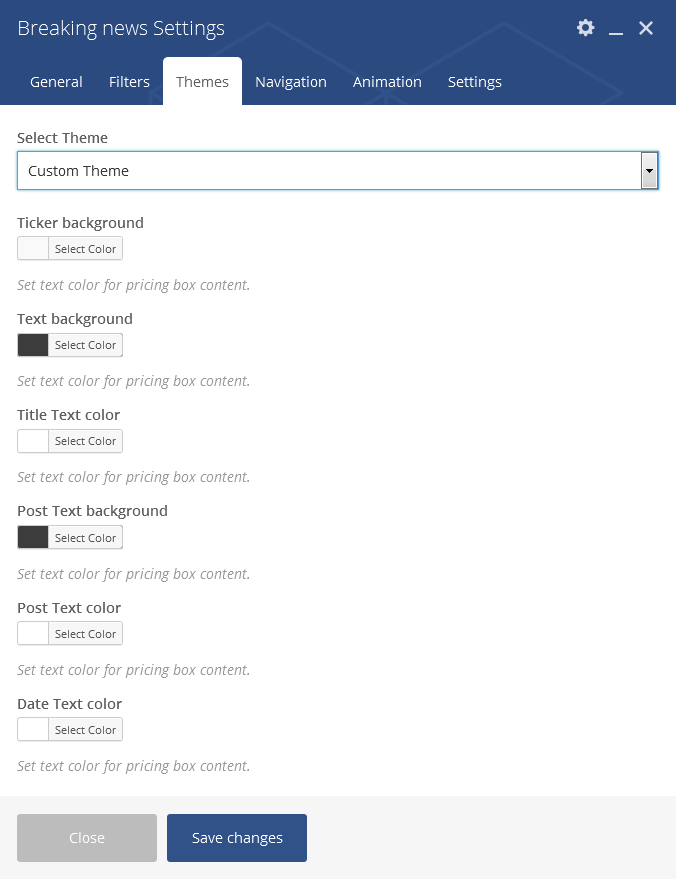 Breaking news Settings
General Filters Themes Navigation Animation Settings
Select Theme
Custom Theme
Ticker background
Select Color
Set text color for pricing box content.
Text background
Select Color
Set text color for pricing box content.
Title Text color
Select Color
Set text color for pricing box content.
Post Text background
Select Color
Set text color for pricing box content.
Post Text color
Select Color
Set text color for pricing box content.
Date Text color
Select Color
Set text color for pricing box content.
Close Save changes